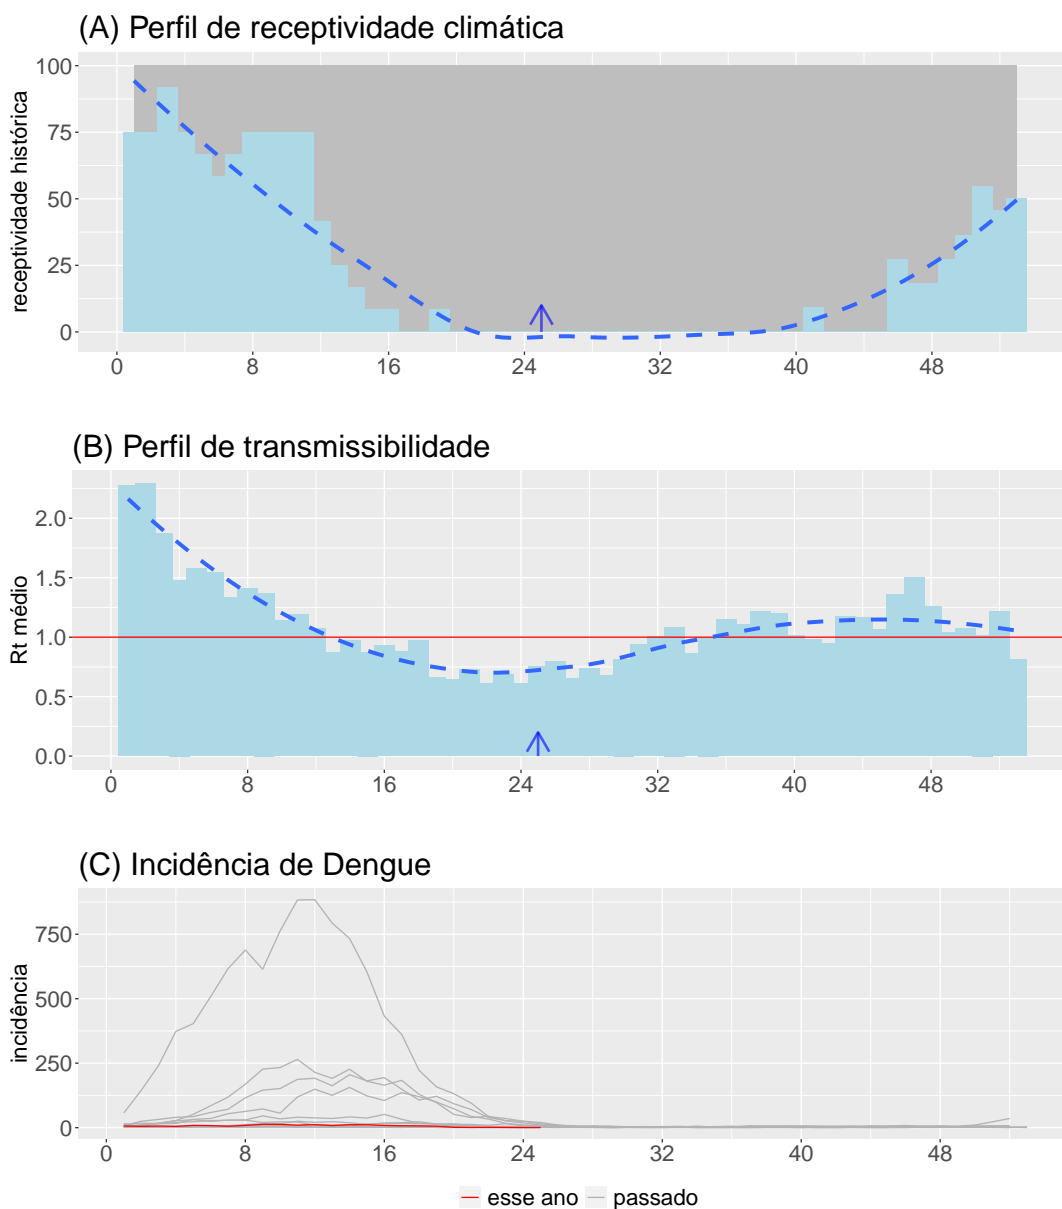 (A) Perfil de receptividade climática
receptividade histórica
100
75
50
25
0
0 8 16 24 32 40 48
(B) Perfil de transmissibilidade
Rt médio
2.0
1.5
1.0
0.5
0.0
0 8 16 24 32 40 48
(C) Incidência de Dengue
incidência
750
500
250
0
0 8 16 24 32 40 48
esse ano passado